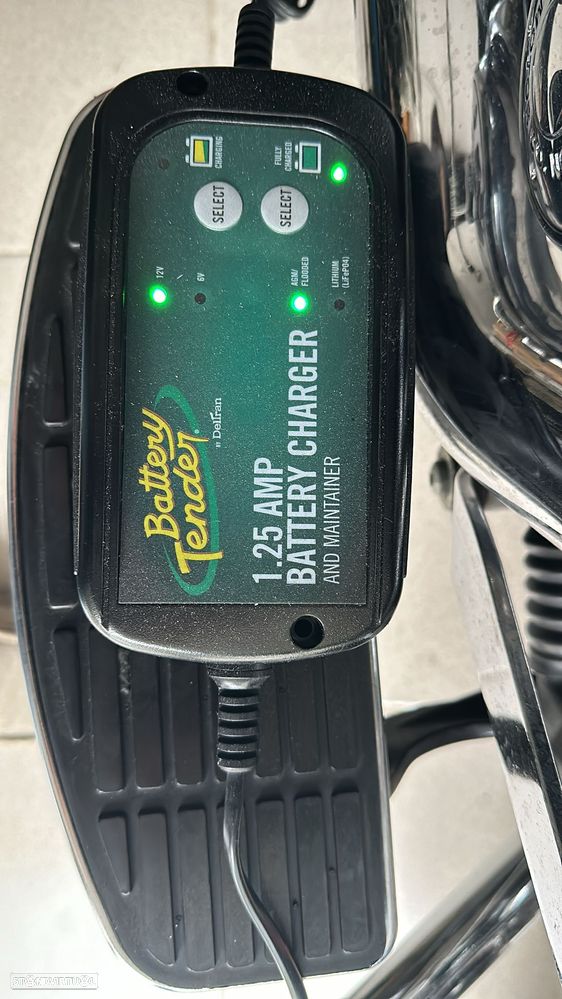 Battery
Tender®
BY Deltran
1.25 AMP
BATTERY CHARGER
AND MAINTAINER
12V
6V
AGM/
FLOODED
LITHIUM
(LiFePO4)
SELECT
SELECT
CHARGING
FULLY
CHARGED